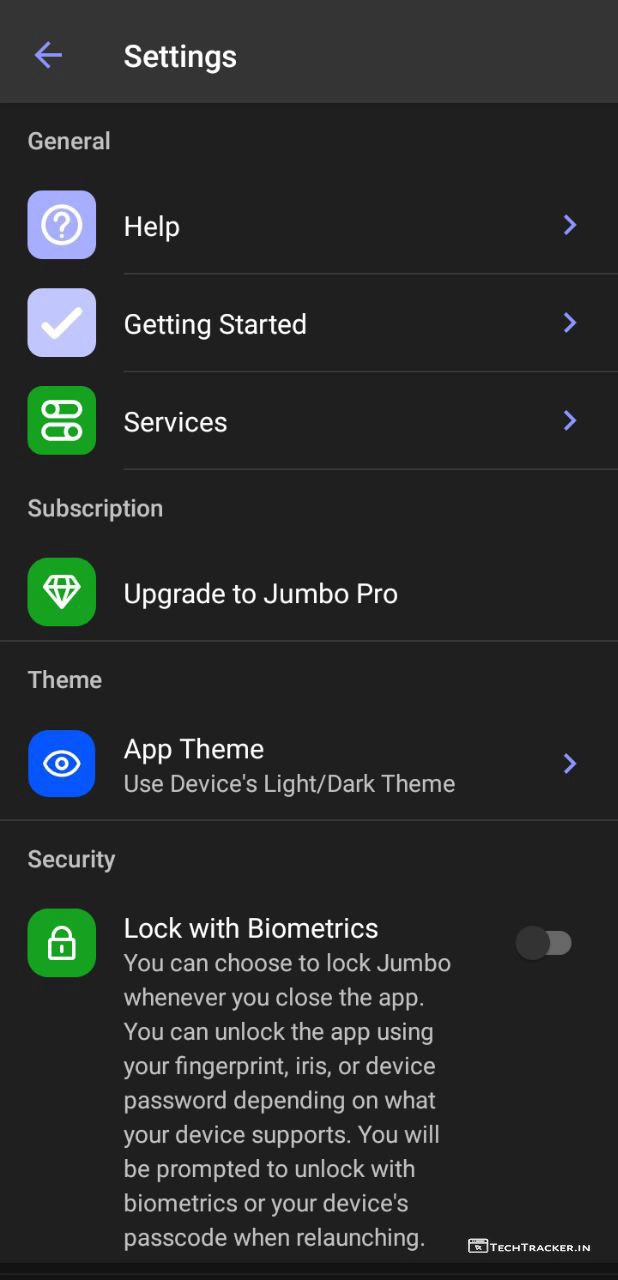 Settings
General
Help
Getting Started
Services
Subscription
Upgrade to Jumbo Pro
Theme
App Theme
Use Device's Light/Dark Theme
Security
Lock with Biometrics
You can choose to lock Jumbo
whenever you close the app.
You can unlock the app using
your fingerprint, iris, or device
password depending on what
your device supports. You will
be prompted to unlock with
biometrics or your device's
passcode when relaunching.
TECHTRACKER.IN